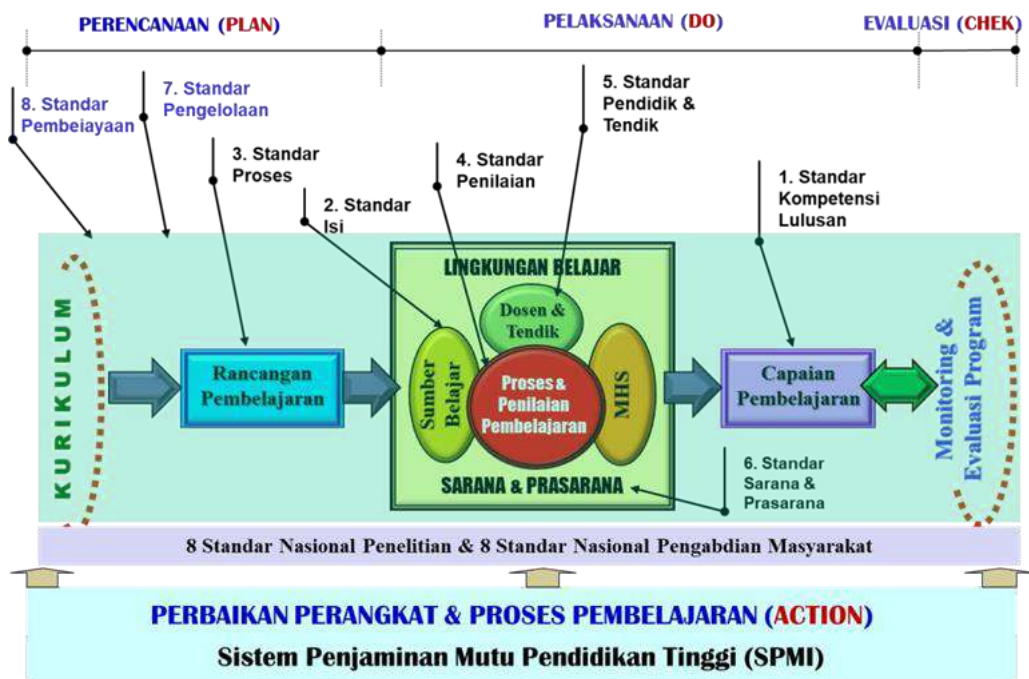 PERENCANAAN (PLAN)
PELAKSANAAN (DO)
EVALUASI (CHEK)
8. Standar
Pembeiayaan
7. Standar
Pengelolaan
3. Standar
Proses
2. Standar
Isi
4. Standar
Penilaian
5. Standar
Pendidik &
Tendik
1. Standar
Kompetensi
Lulusan
KURIKULUM
Rancangan
Pembelajaran
LINGKUNGAN BELAJAR
Dosen &
Tendik
Sumber
Belajar
Proses &
Penilaian
Pembelajaran
MHS
SARANA & PRASARANA
Capaian
Pembelajaran
6. Standar
Sarana &
Prasarana
Monitoring &
Evaluasi Program
8 Standar Nasional Penelitian & 8 Standar Nasional Pengabdian Masyarakat
PERBAIKAN PERANGKAT & PROSES PEMBELAJARAN (ACTION)
Sistem Penjaminan Mutu Pendidikan Tinggi (SPMI)